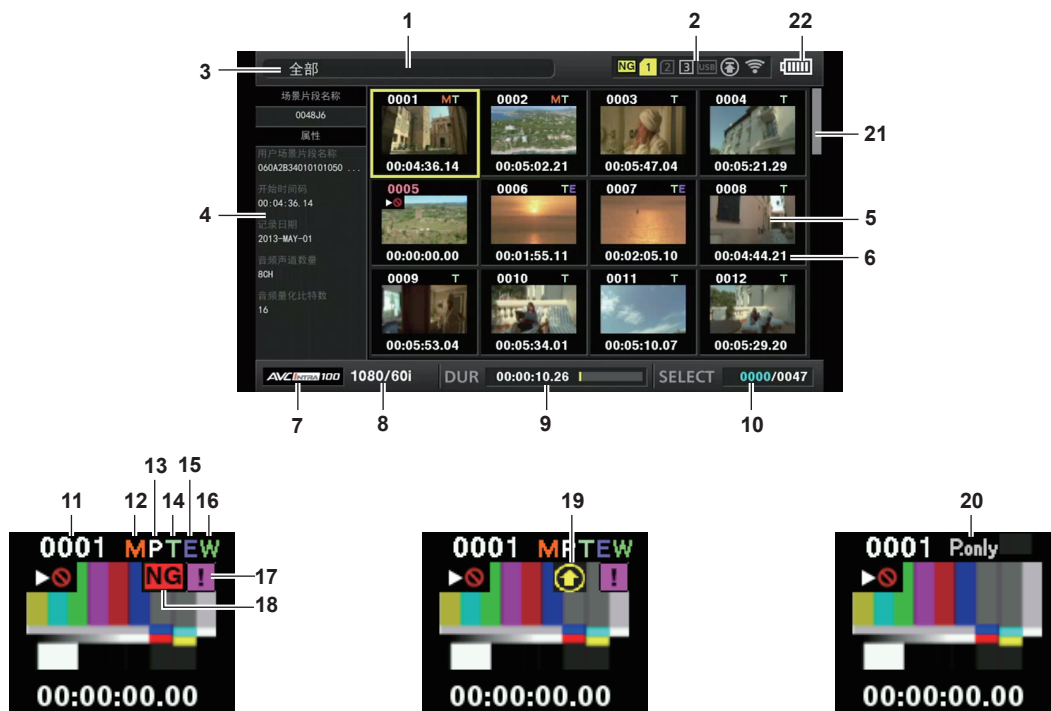 1 2 22
3 全部 NG 1 2 3 USB
场景片段名称
0048J6
属性
用户场景片段名称
060A2B34010101050 ...
开始时间码
00:04:36.14
记录日期
2013-MAY-01
音频声道数量
8CH
音频量化比特数
16
4
0001 MT 0002 MT 0003 T 0004 T
00:04:36.14 00:05:02.21 00:05:47.04 00:05:21.29
21
0005 0006 TE 0007 TE 0008 T
5
00:00:00.00 00:01:55.11 00:02:05.10 00:04:44.21
6
0009 T 0010 T 0011 T 0012 T
00:05:53.04 00:05:34.01 00:05:10.07 00:05:29.20
AVC INTRA 100 1080/60i DUR 00:00:10.26 SELECT 0000/0047
7 8 9 10
13 15
11 12 14 16
0001 MPTEW
NG !
17
18
00:00:00.00
19
0001 MPTEW
!
00:00:00.00
20
0001 P.only
00:00:00.00